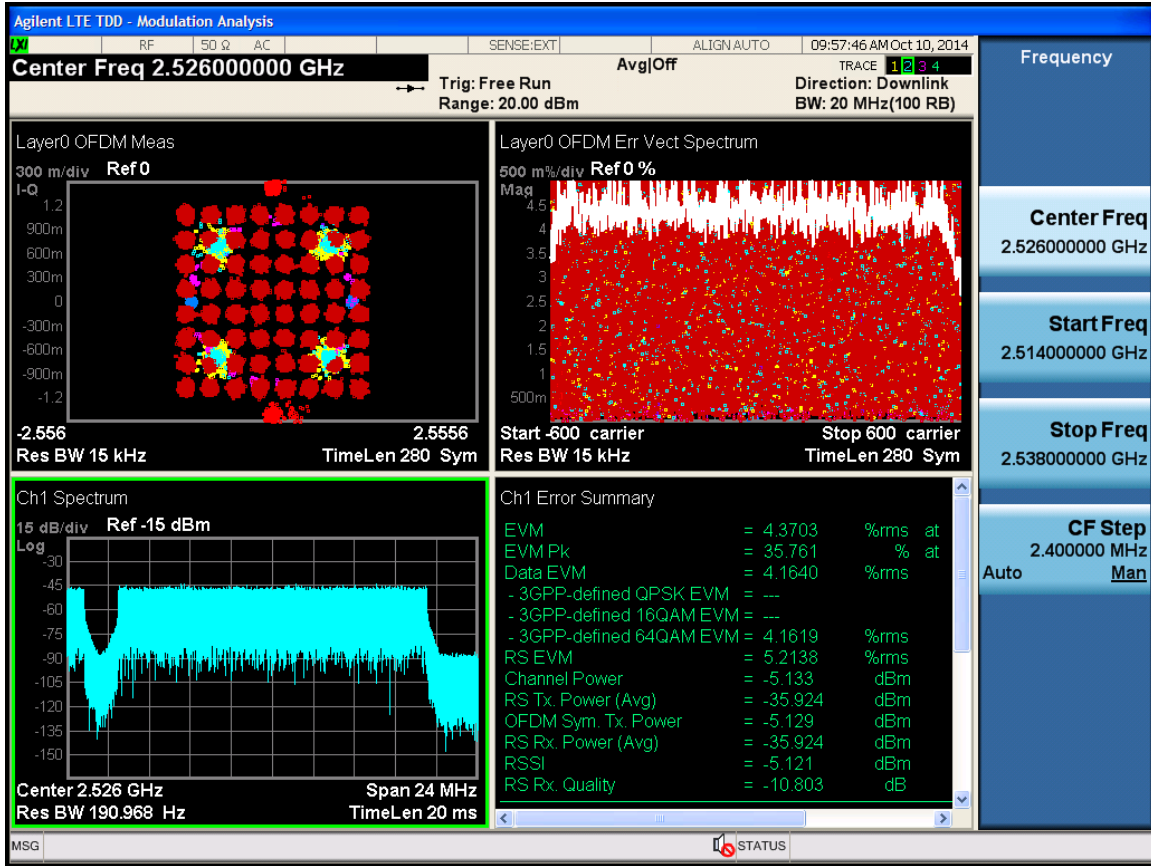 Agilent LTE TDD - Modulation Analysis
LXI RF 50 Ω AC SENSE:EXT ALIGN AUTO 09:57:46 AM Oct 10, 2014
Center Freq 2.526000000 GHz
Avg|Off
TRACE 1 2 3 4
Trig: Free Run
Direction: Downlink
Range: 20.00 dBm
BW: 20 MHz(100 RB)
Layer0 OFDM Meas
300 m/div Ref 0
I-Q
1.2
900m
600m
300m
0
-300m
-600m
-900m
-1.2
-2.556 2.5556
Res BW 15 kHz TimeLen 280 Sym
Layer0 OFDM Err Vect Spectrum
500 m%/div Ref 0 %
Mag
4.5
4
3.5
3
2.5
2
1.5
1
500m
Start -600 carrier Stop 600 carrier
Res BW 15 kHz TimeLen 280 Sym
Ch1 Spectrum
15 dB/div Ref -15 dBm
Log
-30
-45
-60
-75
-90
-105
-120
-135
-150
Center 2.526 GHz Span 24 MHz
Res BW 190.968 Hz TimeLen 20 ms
Ch1 Error Summary
EVM = 4.3703 %rms at
EVM Pk = 35.761 % at
Data EVM = 4.1640 %rms
- 3GPP-defined QPSK EVM = ---
- 3GPP-defined 16QAM EVM = ---
- 3GPP-defined 64QAM EVM = 4.1619 %rms
RS EVM = 5.2138 %rms
Channel Power = -5.133 dBm
RS Tx. Power (Avg) = -35.924 dBm
OFDM Sym. Tx. Power = -5.129 dBm
RS Rx. Power (Avg) = -35.924 dBm
RSSI = -5.121 dBm
RS Rx. Quality = -10.803 dB
Frequency
Center Freq
2.526000000 GHz
Start Freq
2.514000000 GHz
Stop Freq
2.538000000 GHz
CF Step
2.400000 MHz
Auto Man
MSG STATUS